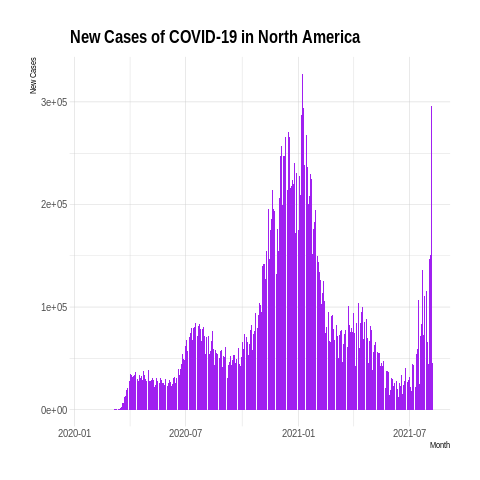 New Cases of COVID-19 in North America
New Cases
3e+05
2e+05
1e+05
0e+00
2020-01 2020-07 2021-01 2021-07
Month